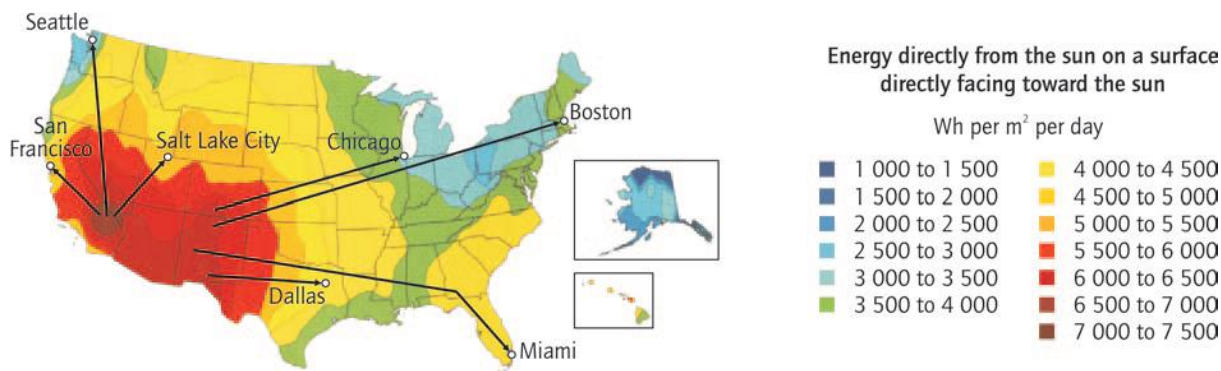 Seattle
San
Francisco
Salt Lake City
Chicago
Boston
Dallas
Miami
Energy directly from the sun on a surface
directly facing toward the sun
Wh per m² per day
1 000 to 1 500
1 500 to 2 000
2 000 to 2 500
2 500 to 3 000
3 000 to 3 500
3 500 to 4 000
4 000 to 4 500
4 500 to 5 000
5 000 to 5 500
5 500 to 6 000
6 000 to 6 500
6 500 to 7 000
7 000 to 7 500